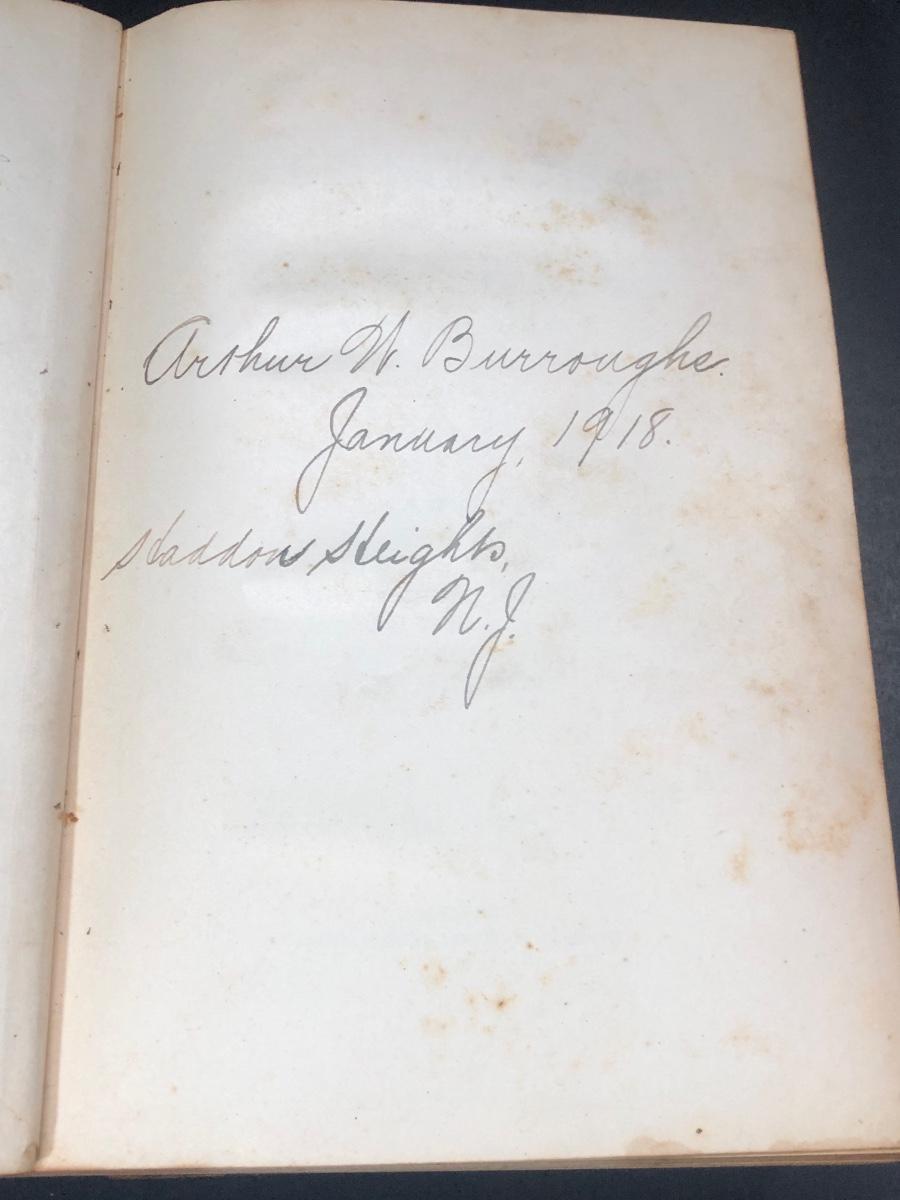 Arthur W. Burroughs.
January, 1918.
Haddon Heights,
N.J.